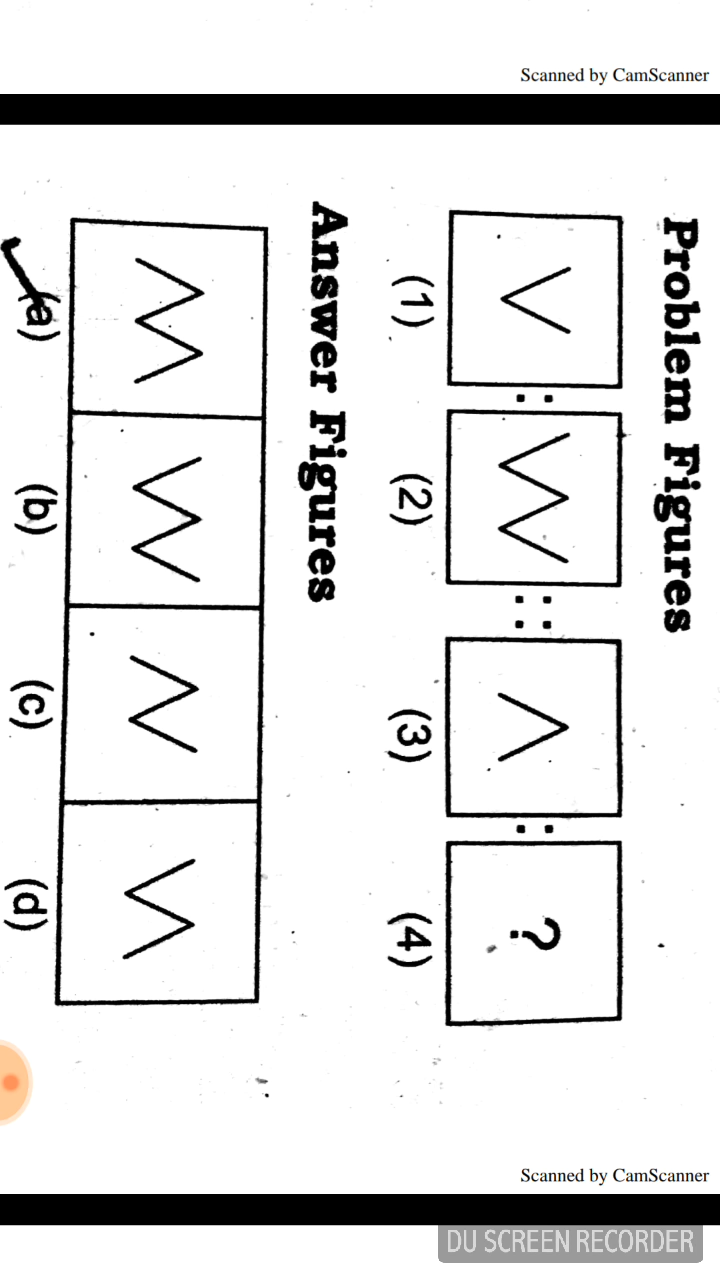 Scanned by CamScanner
Problem Figures
(1)
(2)
(3)
?
(4)
Answer Figures
(a)
(b)
(c)
(d)
Scanned by CamScanner
DU SCREEN RECORDER